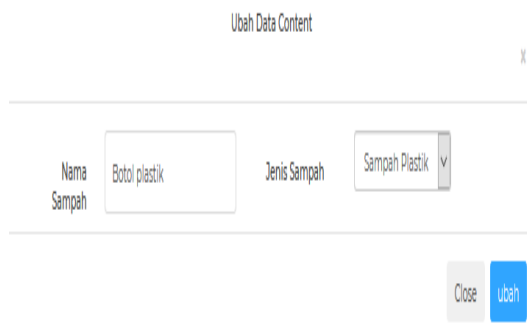 Ubah Data Content
x
Nama Sampah
Botol plastik
Jenis Sampah
Sampah Plastik
Close
ubah